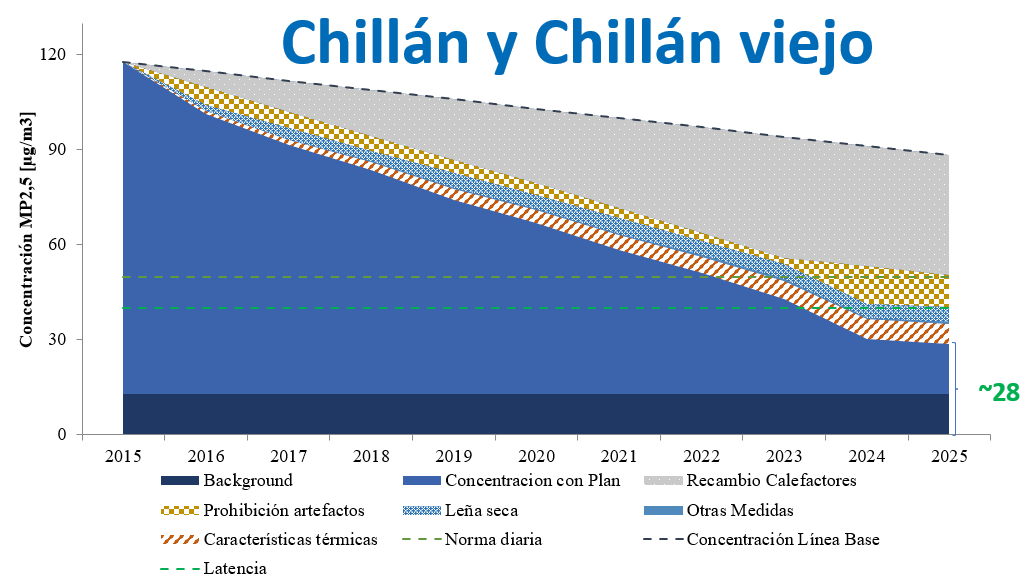 Chillán y Chillán viejo
Concentración MP2,5 [µg/m3]
120
90
60
30
0
~28
2015 2016 2017 2018 2019 2020 2021 2022 2023 2024 2025
Background Concentracion con Plan Recambio Calefactores
Prohibición artefactos Leña seca Otras Medidas
Características térmicas Norma diaria Concentración Línea Base
Latencia